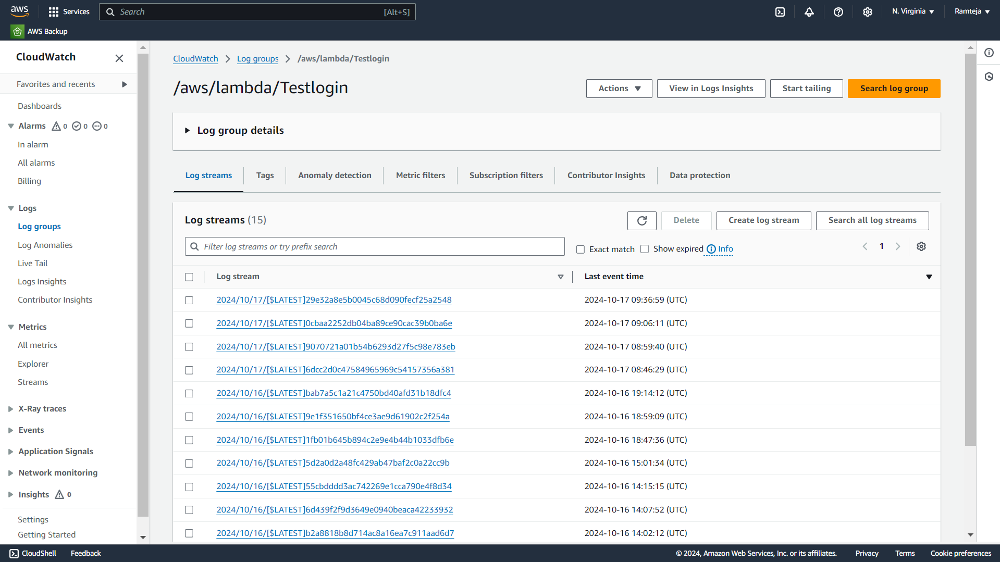 aws Services Search [Alt+S] N. Virginia Ramteja
AWS Backup
CloudWatch
Favorites and recents
Dashboards
Alarms 0 0 0
In alarm
All alarms
Billing
Logs
Log groups
Log Anomalies
Live Tail
Logs Insights
Contributor Insights
Metrics
All metrics
Explorer
Streams
X-Ray traces
Events
Application Signals
Network monitoring
Insights 0
Settings
Getting Started
CloudWatch > Log groups > /aws/lambda/Testlogin
/aws/lambda/Testlogin
Actions View in Logs Insights Start tailing Search log group
Log group details
Log streams Tags Anomaly detection Metric filters Subscription filters Contributor Insights Data protection
Log streams (15) Delete Create log stream Search all log streams
Filter log streams or try prefix search Exact match Show expired Info 1
Log stream Last event time
2024/10/17/[$LATEST]29e32a8e5b0045c68d090fecf25a2548 2024-10-17 09:36:59 (UTC)
2024/10/17/[$LATEST]0cbaa2252db04ba89ce90cac39b0ba6e 2024-10-17 09:06:11 (UTC)
2024/10/17/[$LATEST]9070721a01b54b6293d27f5c98e783eb 2024-10-17 08:59:40 (UTC)
2024/10/17/[$LATEST]6dcc2d0c47584965969c54157356a381 2024-10-17 08:46:29 (UTC)
2024/10/16/[$LATEST]bab7a5c1a21c4750bd40afd31b18dfc4 2024-10-16 19:14:12 (UTC)
2024/10/16/[$LATEST]9e1f351650bf4ce3ae9d61902c2f254a 2024-10-16 18:59:09 (UTC)
2024/10/16/[$LATEST]1fb01b645b894c2e9e4b44b1033dfb6e 2024-10-16 18:47:36 (UTC)
2024/10/16/[$LATEST]5d2a0d2a48fc429ab47baf2c0a22cc9b 2024-10-16 15:01:34 (UTC)
2024/10/16/[$LATEST]55cbdddd3ac742269e1cca790e4f8d34 2024-10-16 14:15:15 (UTC)
2024/10/16/[$LATEST]6d439f2f9d3649e0940beaca42233932 2024-10-16 14:07:52 (UTC)
2024/10/16/[$LATEST]b2a8818b8d714ac8a16ea7c911aad6d7 2024-10-16 14:02:12 (UTC)
CloudShell Feedback © 2024, Amazon Web Services, Inc. or its affiliates. Privacy Terms Cookie preferences